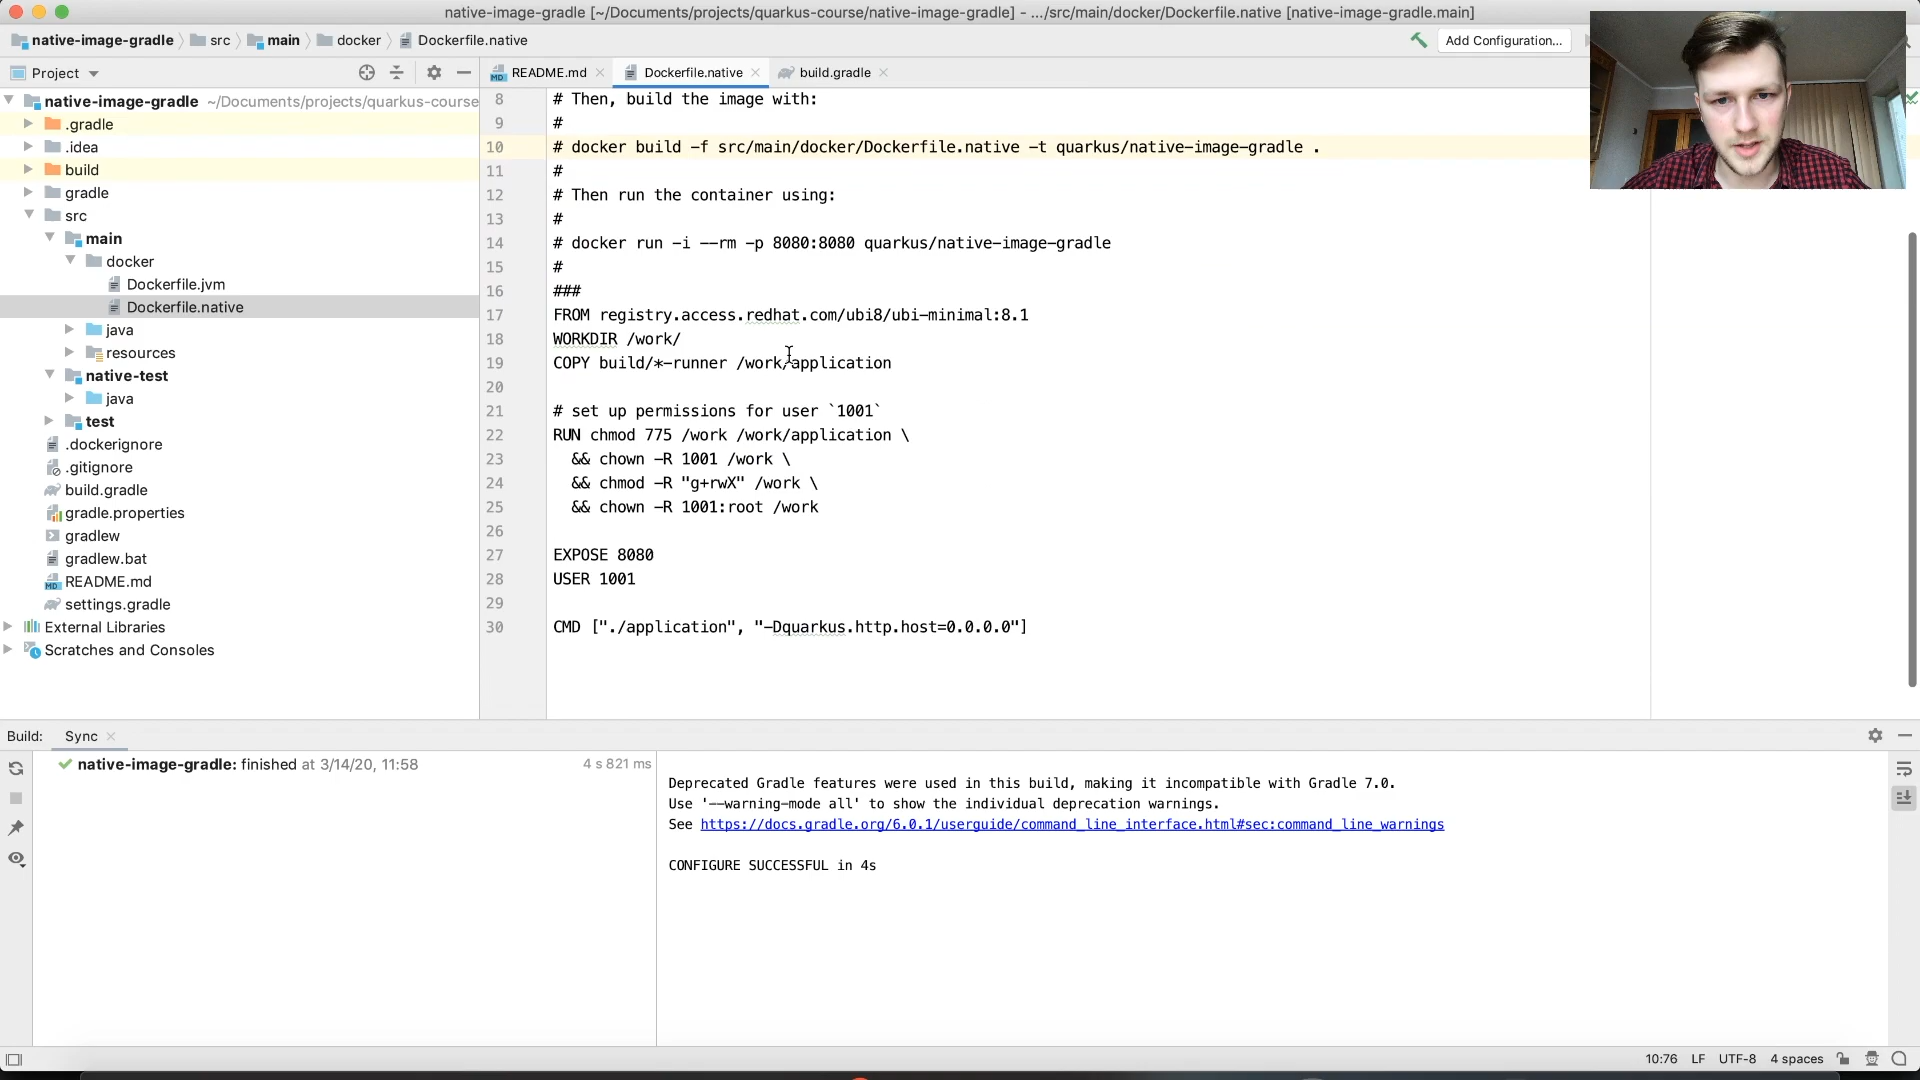 native-image-gradle [~/Documents/projects/quarkus-course/native-image-gradle] - .../src/main/docker/Dockerfile.native [native-image-gradle.main]
native-image-gradle src main docker Dockerfile.native
Add Configuration...
Project
README.md Dockerfile.native build.gradle
native-image-gradle ~/Documents/projects/quarkus-course
.gradle
.idea
build
gradle
src
main
docker
Dockerfile.jvm
Dockerfile.native
java
resources
native-test
java
test
.dockerignore
.gitignore
build.gradle
gradle.properties
gradlew
gradlew.bat
README.md
settings.gradle
External Libraries
Scratches and Consoles
8 # Then, build the image with:
9 #
10 # docker build -f src/main/docker/Dockerfile.native -t quarkus/native-image-gradle .
11 #
12 # Then run the container using:
13 #
14 # docker run -i --rm -p 8080:8080 quarkus/native-image-gradle
15 #
16 ###
17 FROM registry.access.redhat.com/ubi8/ubi-minimal:8.1
18 WORKDIR /work/
19 COPY build/*-runner /work/application
20
21 # set up permissions for user `1001`
22 RUN chmod 775 /work /work/application \
23 && chown -R 1001 /work \
24 && chmod -R "g+rwX" /work \
25 && chown -R 1001:root /work
26
27 EXPOSE 8080
28 USER 1001
29
30 CMD ["./application", "-Dquarkus.http.host=0.0.0.0"]
Build: Sync
native-image-gradle: finished at 3/14/20, 11:58 4 s 821 ms
Deprecated Gradle features were used in this build, making it incompatible with Gradle 7.0.
Use '--warning-mode all' to show the individual deprecation warnings.
See https://docs.gradle.org/6.0.1/userguide/command_line_interface.html#sec:command_line_warnings
CONFIGURE SUCCESSFUL in 4s
10:76 LF UTF-8 4 spaces